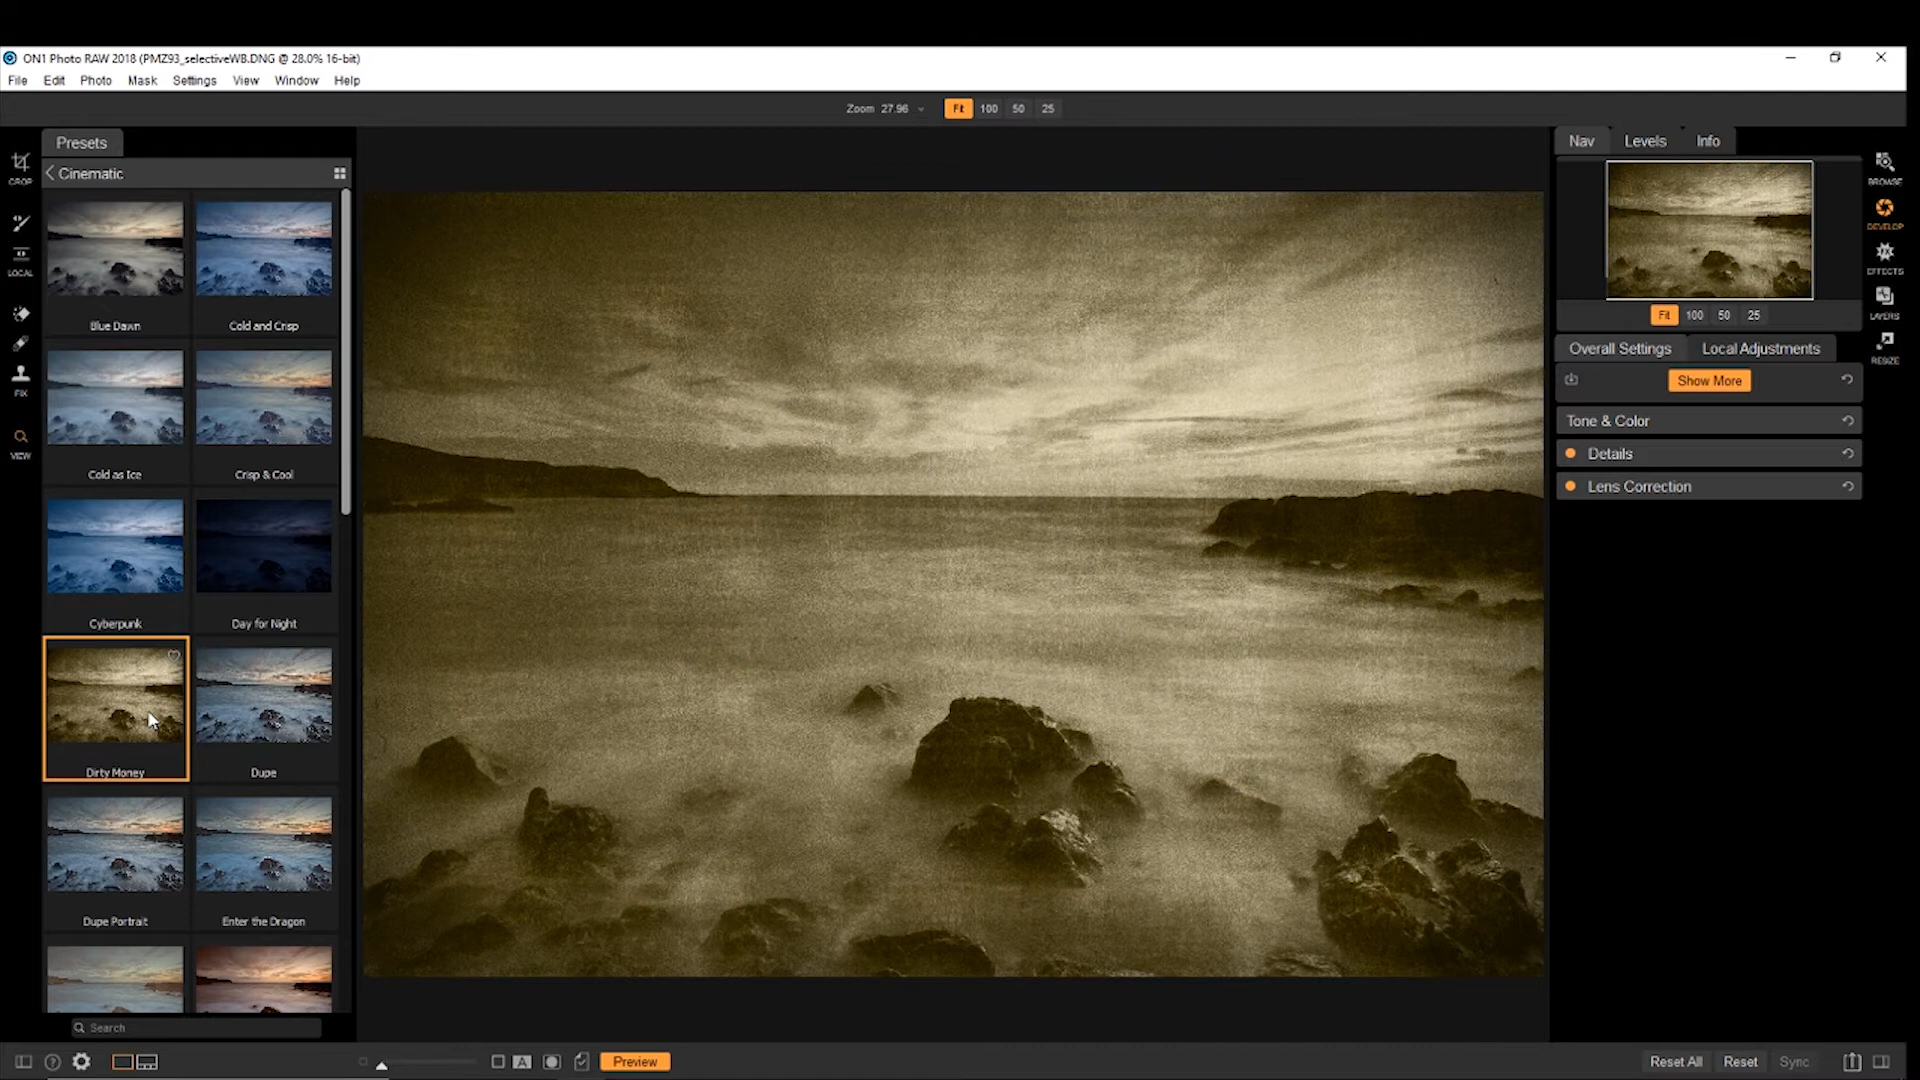 ON1 Photo RAW 2018 (PMZ93_selectiveWB.DNG @ 28.0% 16-bit)
File Edit Photo Mask Settings View Window Help
Zoom 27.96 Fit 100 50 25
Presets
Cinematic
CROP
LOCAL
FIX
VIEW
Blue Dawn Cold and Crisp
Cold as Ice Crisp & Cool
Cyberpunk Day for Night
Dirty Money Dupe
Dupe Portrait Enter the Dragon
Search
Nav Levels Info
Fit 100 50 25
Overall Settings Local Adjustments
Show More
Tone & Color
Details
Lens Correction
BROWSE
DEVELOP
EFFECTS
LAYERS
RESIZE
A Preview
Reset All Reset Sync